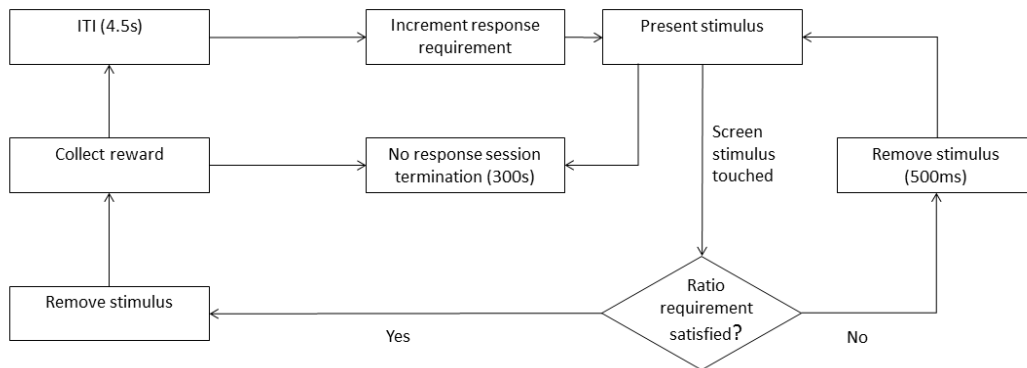 ITI (4.5s)
Increment response
requirement
Present stimulus
Collect reward
No response session
termination (300s)
Screen
stimulus
touched
Remove stimulus
(500ms)
Remove stimulus
Yes
Ratio
requirement
satisfied?
No